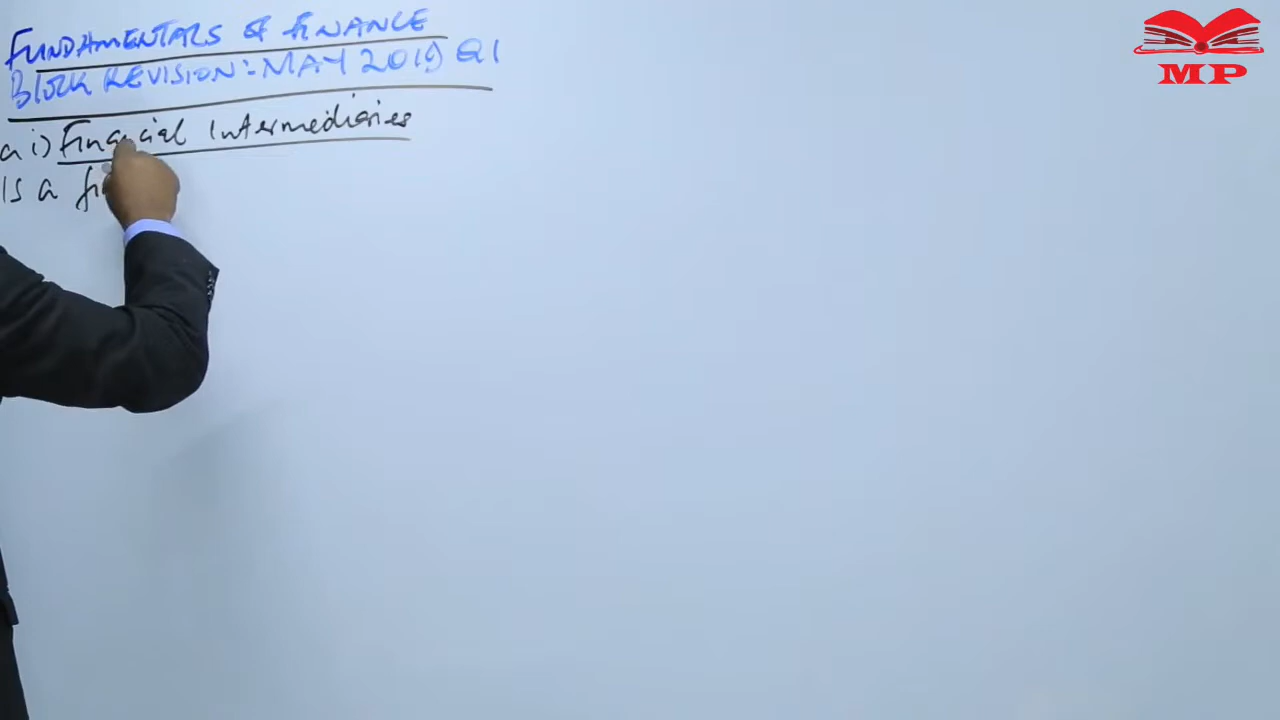 FUNDAMENTALS OF FINANCE
BLOCK REVISION:- MAY 2019 Q1
a i) Financial Intermediaries
Is a
MP